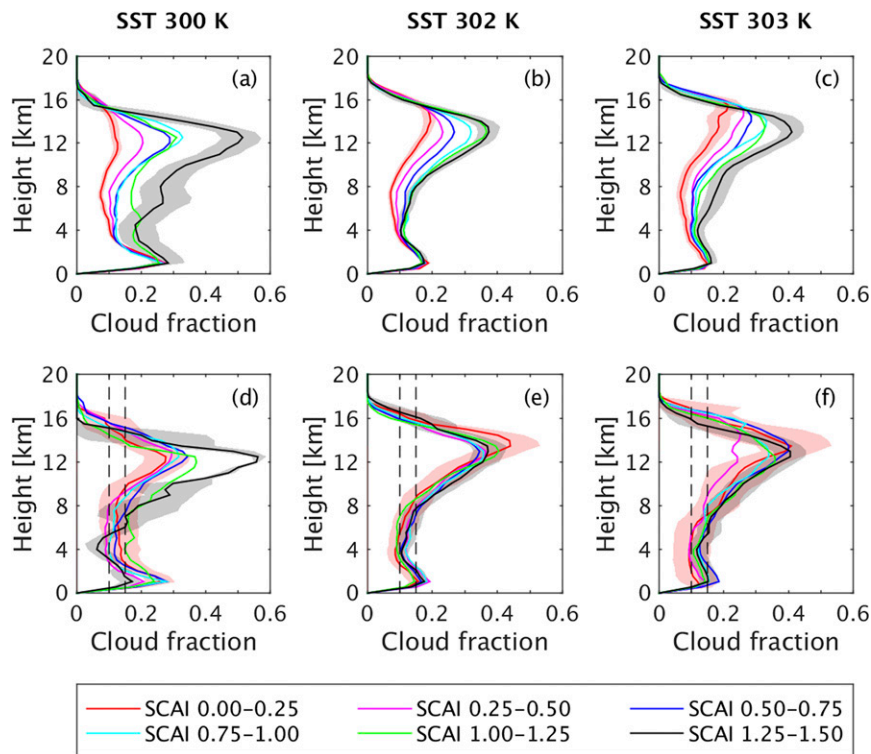 SST 300 K SST 302 K SST 303 K
20 20 20
(a) (b) (c)
16 16 16
12 12 12
8 8 8
4 4 4
0 0 0
Height [km] Height [km] Height [km]
0 0.2 0.4 0.6 0 0.2 0.4 0.6 0 0.2 0.4 0.6
Cloud fraction Cloud fraction Cloud fraction
20 20 20
(d) (e) (f)
16 16 16
12 12 12
8 8 8
4 4 4
0 0 0
Height [km] Height [km] Height [km]
0 0.2 0.4 0.6 0 0.2 0.4 0.6 0 0.2 0.4 0.6
Cloud fraction Cloud fraction Cloud fraction
SCAI 0.00–0.25 SCAI 0.25–0.50 SCAI 0.50–0.75
SCAI 0.75–1.00 SCAI 1.00–1.25 SCAI 1.25–1.50